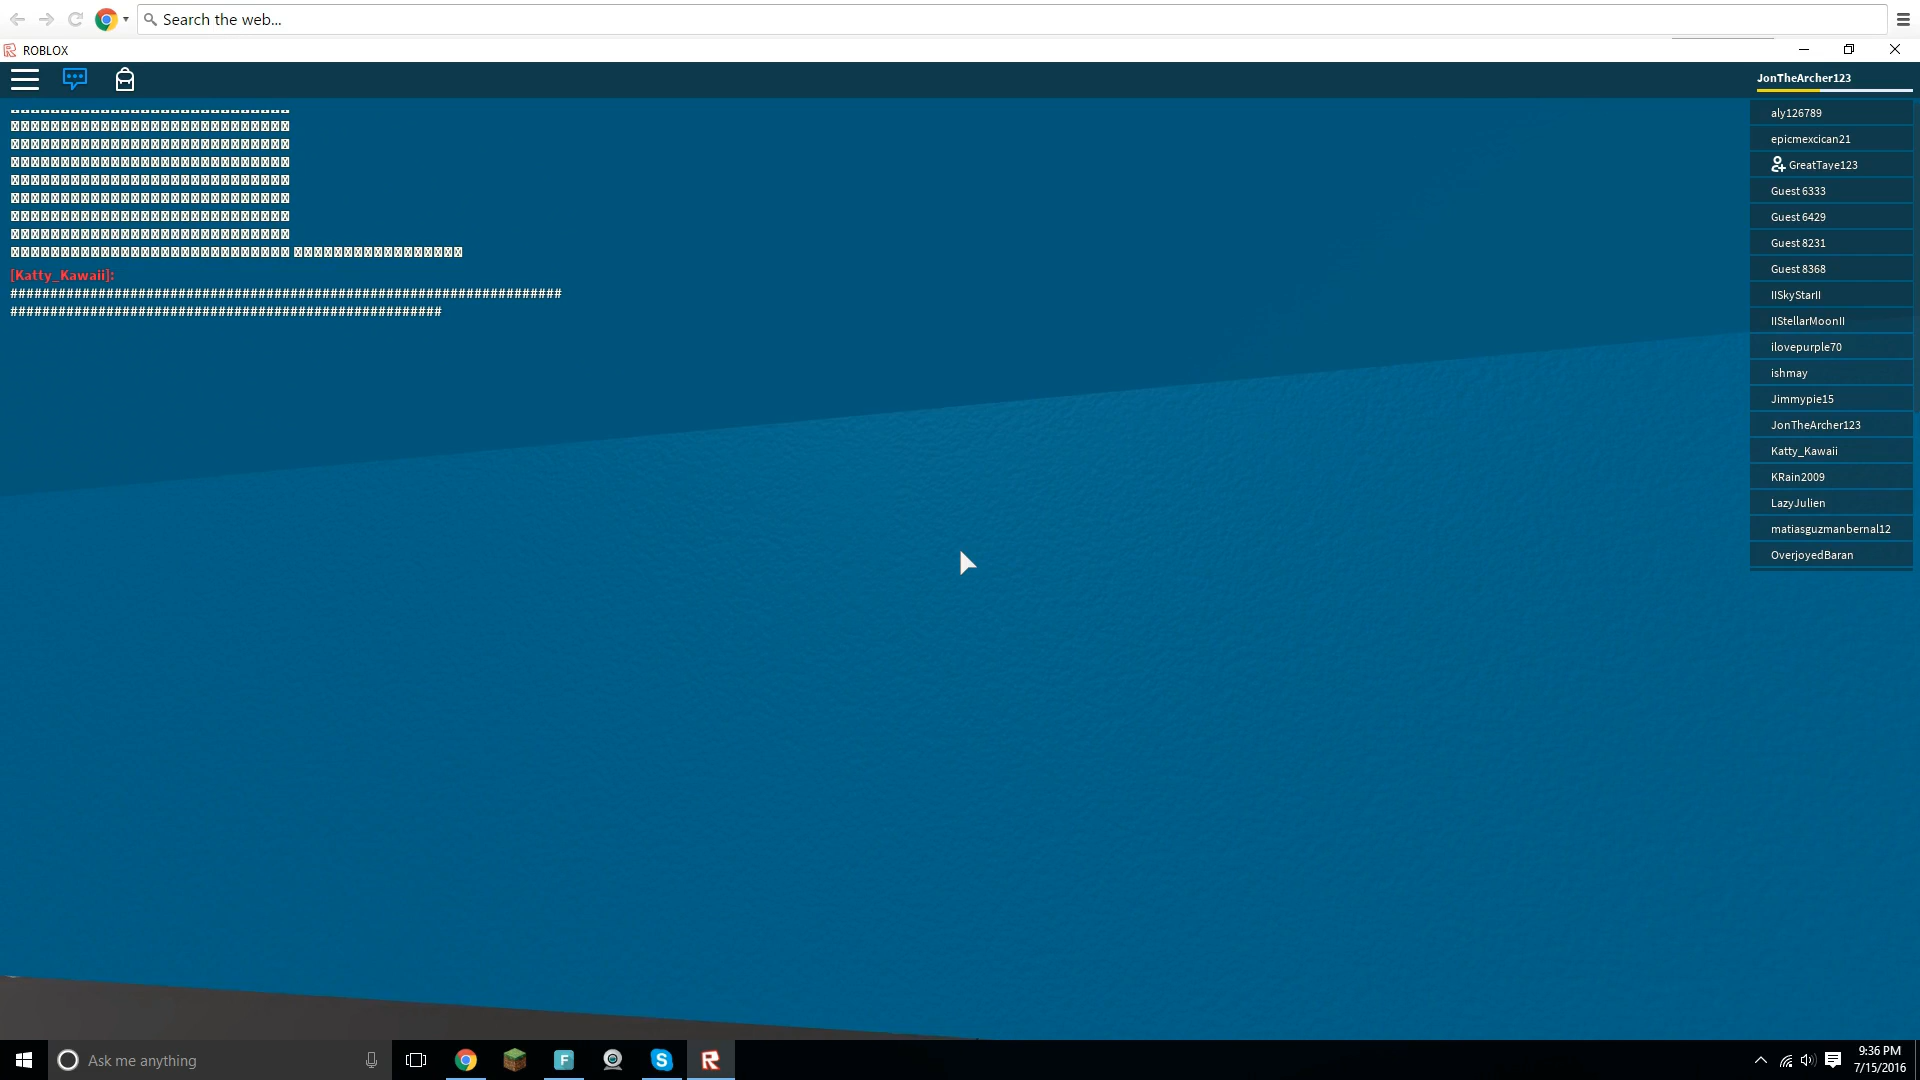 Search the web...
ROBLOX
JonTheArcher123
aly126789
epicmexcican21
GreatTaye123
Guest 6333
Guest 6429
Guest 8231
Guest 8368
IISkyStarII
IIStellarMoonII
ilovepurple70
ishmay
Jimmypie15
JonTheArcher123
Katty_Kawaii
KRain2009
LazyJulien
matiasguzmanbernal12
OverjoyedBaran
[Katty_Kawaii]:
#####################################################################
######################################################
Ask me anything
9:36 PM
7/15/2016